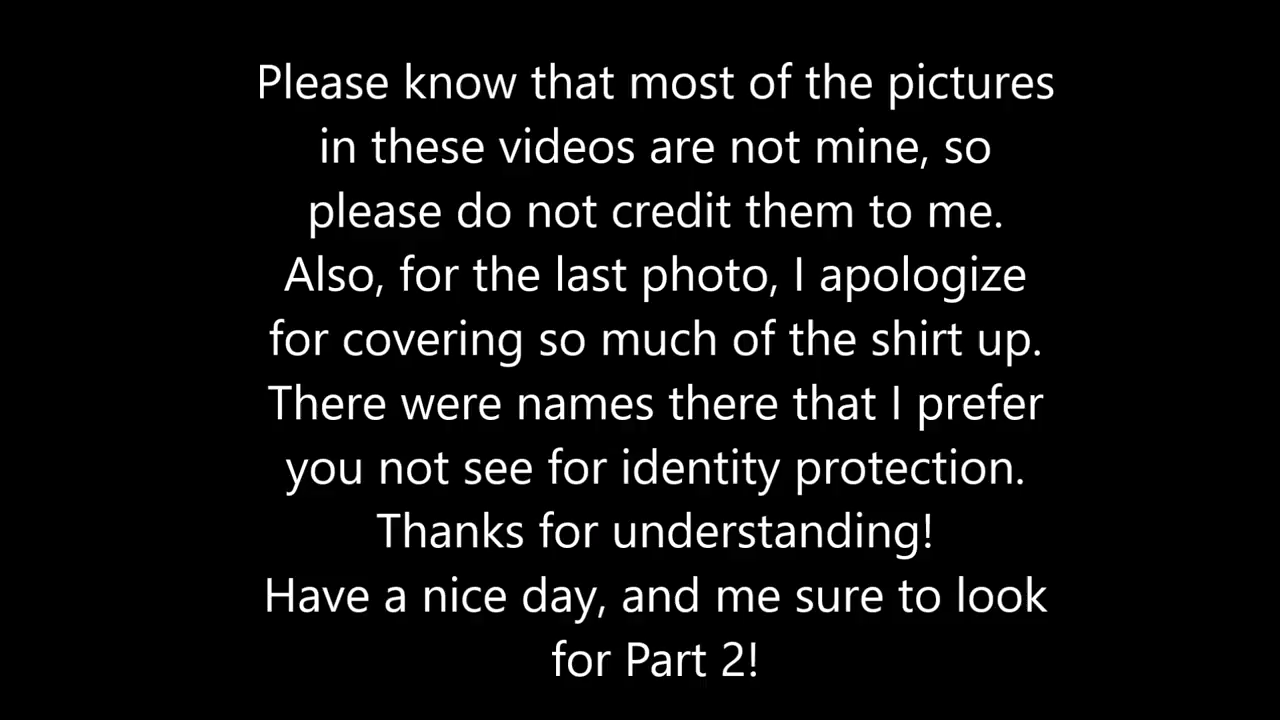 Please know that most of the pictures
in these videos are not mine, so
please do not credit them to me.
Also, for the last photo, I apologize
for covering so much of the shirt up.
There were names there that I prefer
you not see for identity protection.
Thanks for understanding!
Have a nice day, and me sure to look
for Part 2!